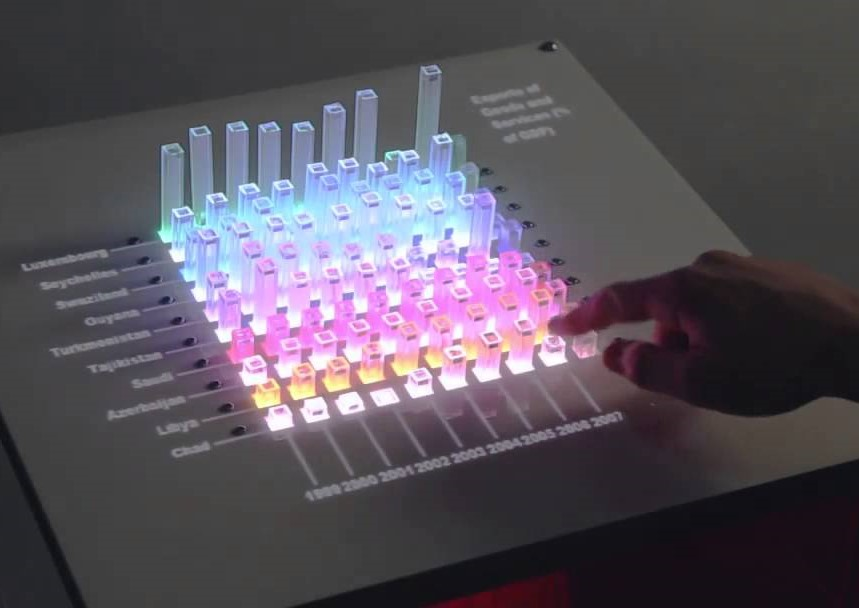 Exports of
Goods and
Services (%
of GDP)
Luxembourg
Seychelles
Swaziland
Guyana
Turkmenistan
Tajikistan
Saudi
Azerbaijan
Libya
Chad
1999 2000 2001 2002 2003 2004 2005 2006 2007